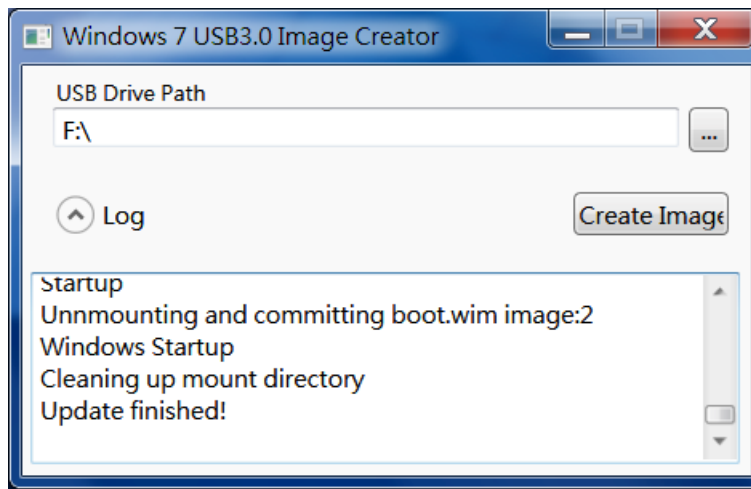 Windows 7 USB3.0 Image Creator
USB Drive Path
F:\
...
Log
Create Image
Startup
Unnmounting and committing boot.wim image:2
Windows Startup
Cleaning up mount directory
Update finished!